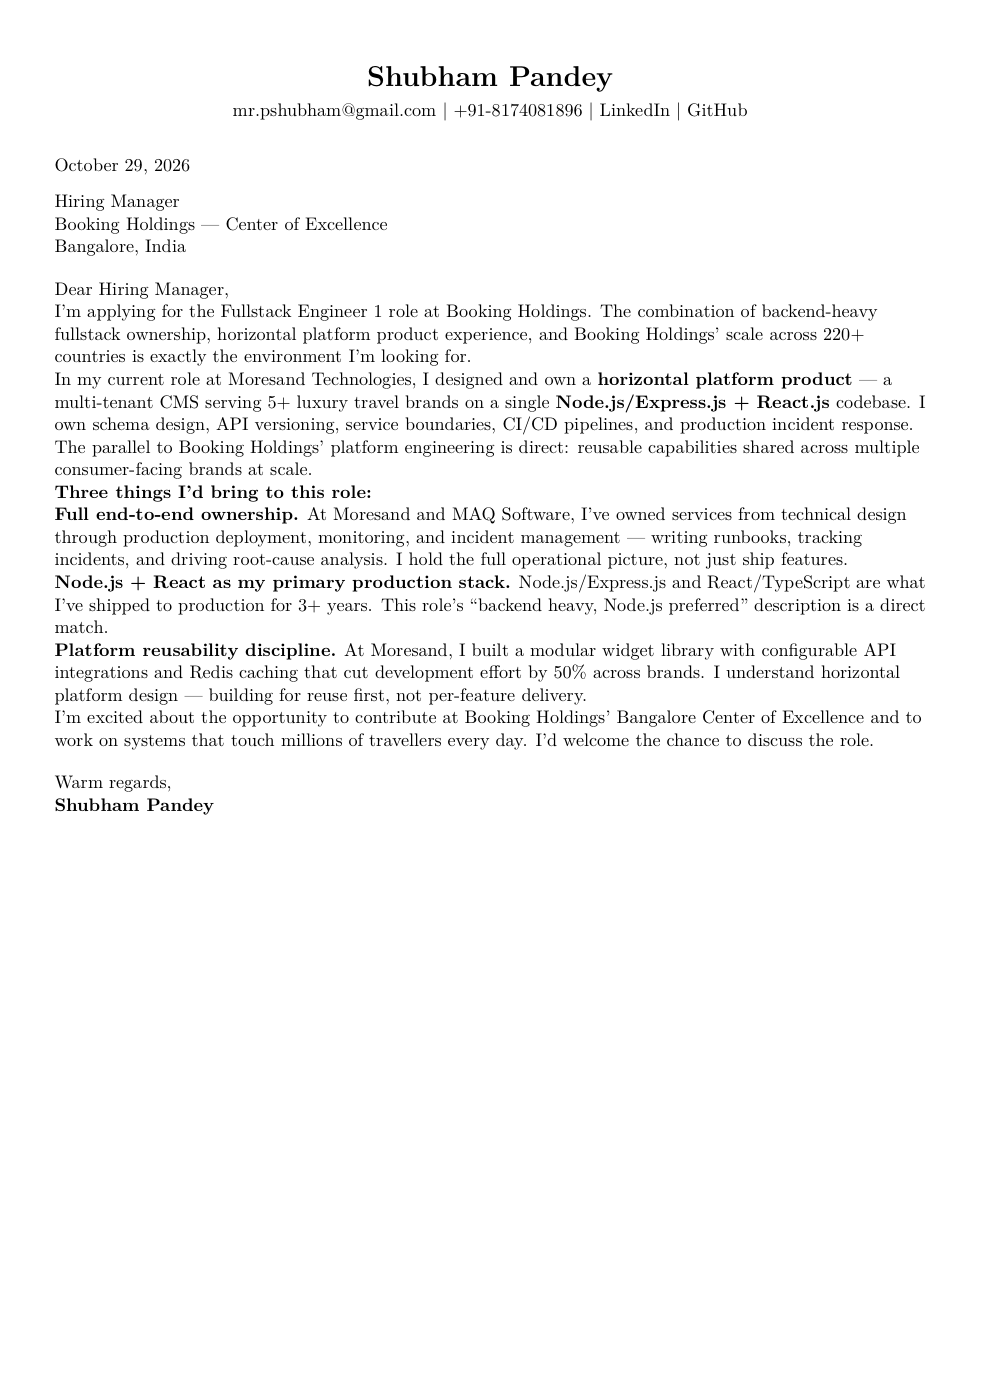 Shubham Pandey
mr.pshubham@gmail.com | +91-8174081896 | LinkedIn | GitHub
October 29, 2026
Hiring Manager
Booking Holdings — Center of Excellence
Bangalore, India
Dear Hiring Manager,
I'm applying for the Fullstack Engineer 1 role at Booking Holdings. The combination of backend-heavy
fullstack ownership, horizontal platform product experience, and Booking Holdings' scale across 220+
countries is exactly the environment I'm looking for.
In my current role at Moresand Technologies, I designed and own a horizontal platform product — a
multi-tenant CMS serving 5+ luxury travel brands on a single Node.js/Express.js + React.js codebase. I
own schema design, API versioning, service boundaries, CI/CD pipelines, and production incident response.
The parallel to Booking Holdings' platform engineering is direct: reusable capabilities shared across multiple
consumer-facing brands at scale.
Three things I'd bring to this role:
Full end-to-end ownership. At Moresand and MAQ Software, I've owned services from technical design
through production deployment, monitoring, and incident management — writing runbooks, tracking
incidents, and driving root-cause analysis. I hold the full operational picture, not just ship features.
Node.js + React as my primary production stack. Node.js/Express.js and React/TypeScript are what
I've shipped to production for 3+ years. This role's “backend heavy, Node.js preferred” description is a direct
match.
Platform reusability discipline. At Moresand, I built a modular widget library with configurable API
integrations and Redis caching that cut development effort by 50% across brands. I understand horizontal
platform design — building for reuse first, not per-feature delivery.
I'm excited about the opportunity to contribute at Booking Holdings' Bangalore Center of Excellence and to
work on systems that touch millions of travellers every day. I'd welcome the chance to discuss the role.
Warm regards,
Shubham Pandey